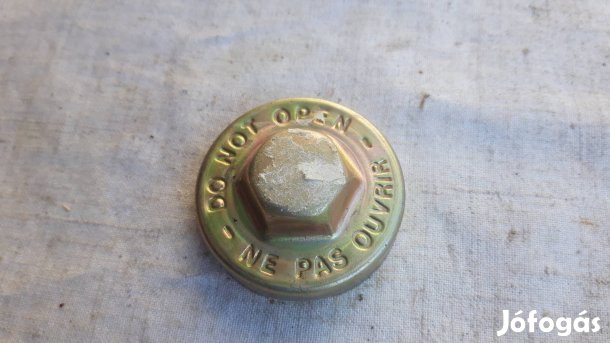 DO NOT OPEN -
NE PAS OUVRIR -
Jófogás